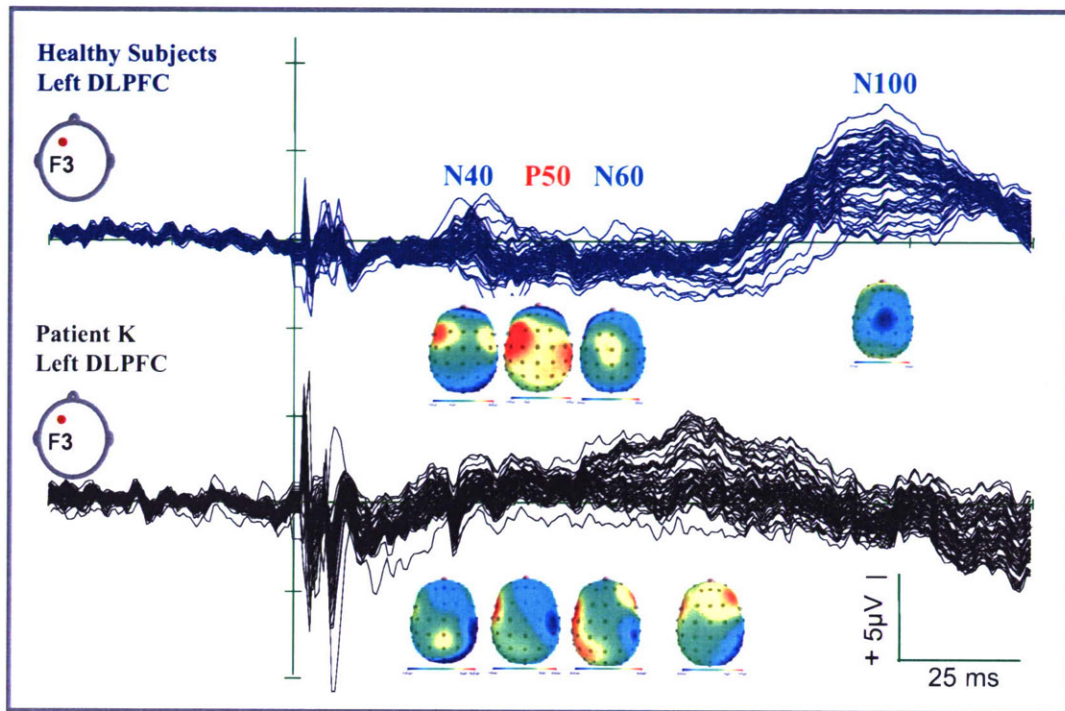 Healthy Subjects
Left DLPFC
F3
N40
P50
N60
N100
Patient K
Left DLPFC
F3
+ 5µV -
25 ms